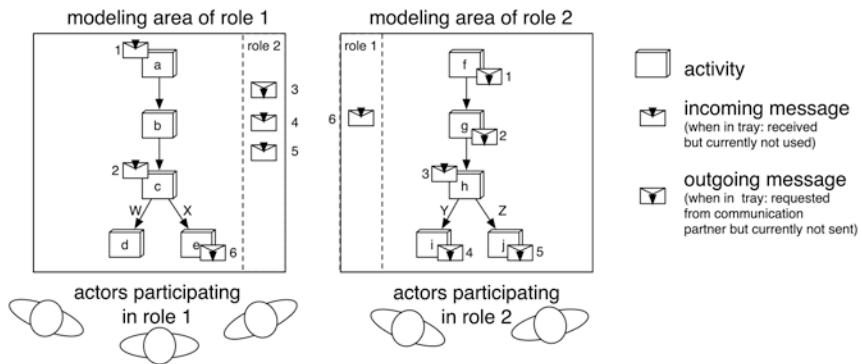 modeling area of role 1
role 2
1
a
3
b
4
5
2
c
W
X
d
e
6
actors participating
in role 1
modeling area of role 2
role 1
f
1
6
g
2
3
h
Y
Z
i
4
j
5
actors participating
in role 2
activity
incoming message
(when in tray: received
but currently not used)
outgoing message
(when in tray: requested
from communication
partner but currently not sent)